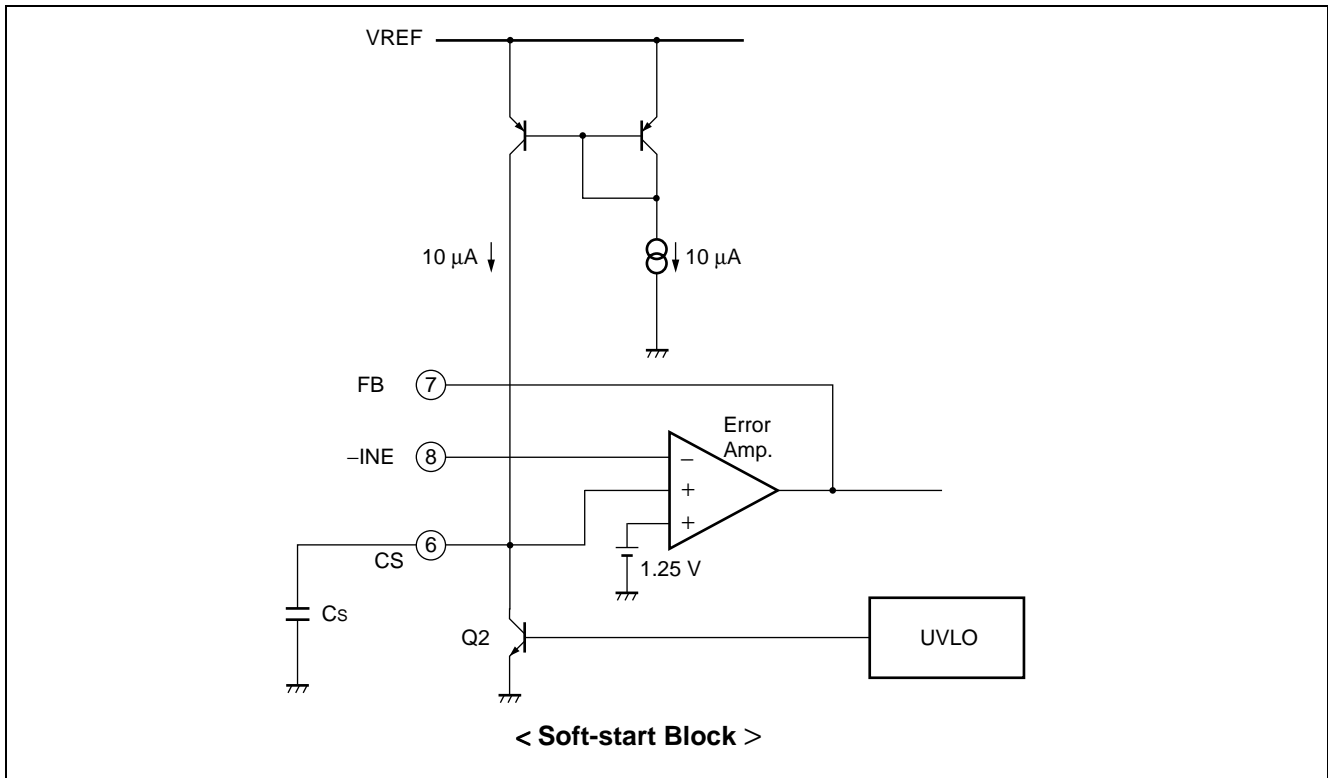 VREF
10 µA
10 µA
FB
7
Error
Amp.
−INE
8
−
+
+
CS
6
1.25 V
Cs
Q2
UVLO
< Soft-start Block >